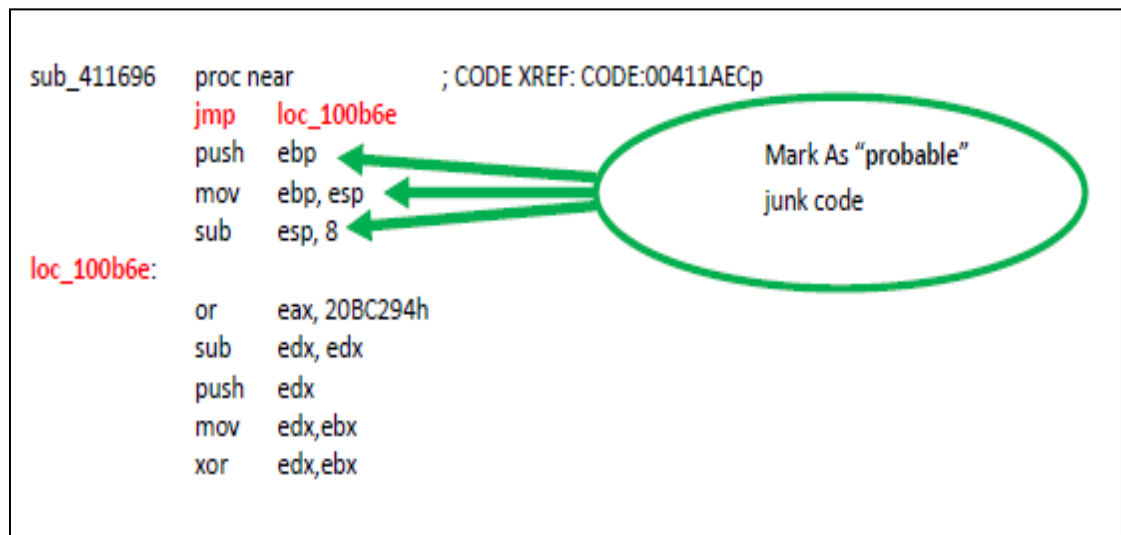 sub_411696 proc near ; CODE XREF: CODE:00411AECp
jmp loc_100b6e
push ebp
mov ebp, esp
sub esp, 8
loc_100b6e:
or eax, 20BC294h
sub edx, edx
push edx
mov edx,ebx
xor edx,ebx
Mark As “probable”
junk code